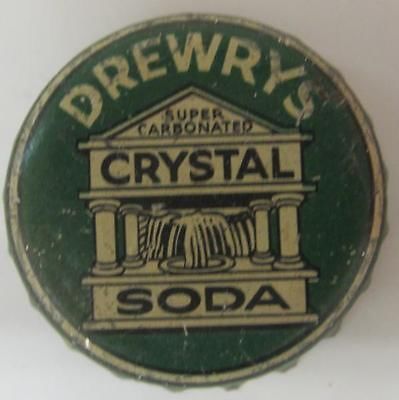 DREWRYS
SUPER
CARBONATED
CRYSTAL
SODA